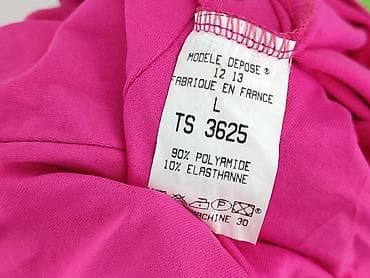 MODELE DEPOSE®
12 13
FABRIQUE EN FRANCE
L
TS 3625
90% POLYAMIDE
10% ELASTHANNE
MACHINE 30